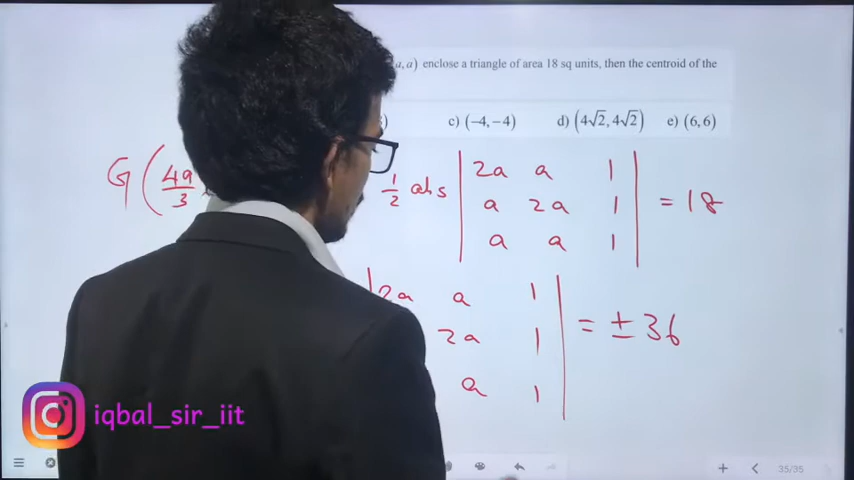 a, a) enclose a triangle of area 18 sq units, then the centroid of the
) c) (-4, -4) d) (4√2, 4√2) e) (6, 6)
G ( 4a/3
1/2 abs | 2a a 1 | = 18
a 2a 1
a a 1
| 2a a 1 | = ± 36
2a 1
a 1
iqbal_sir_iit
35/35